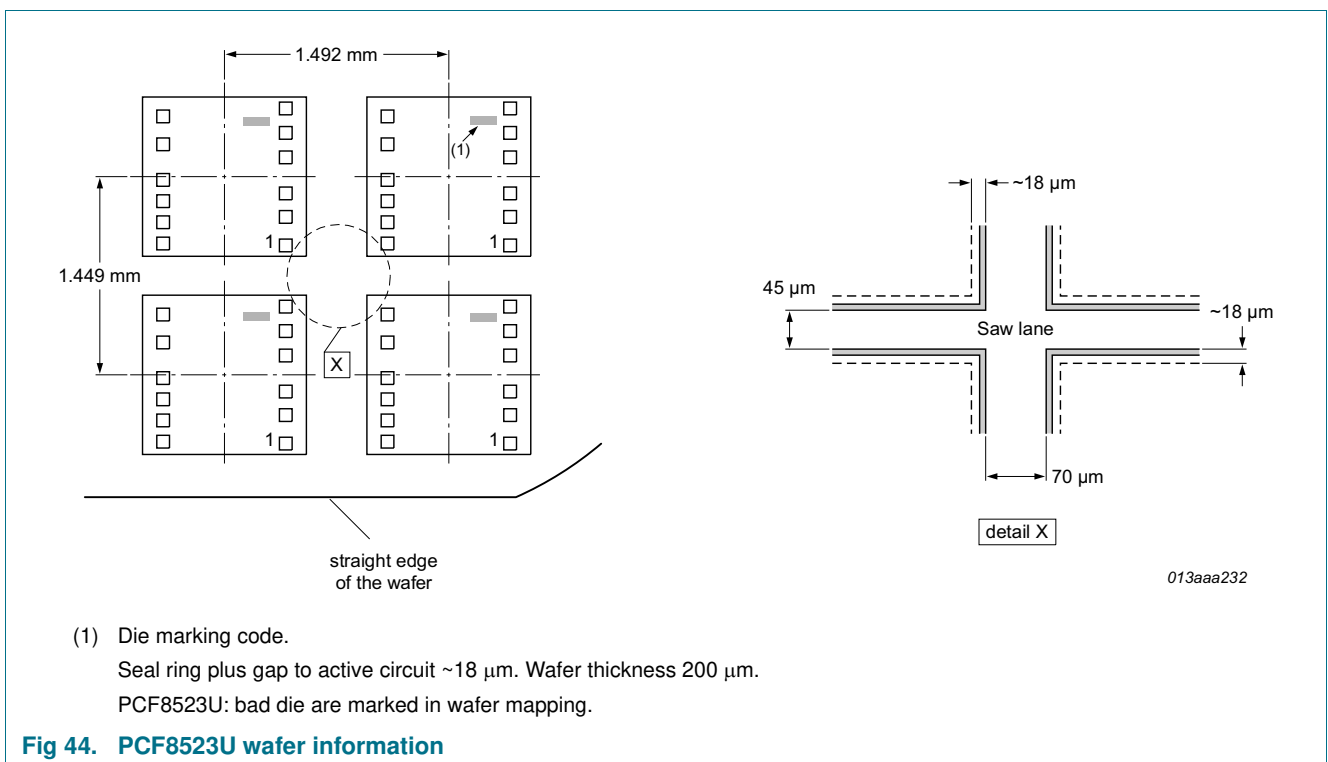 1.492 mm
(1)
1
1
1.449 mm
X
1
1
straight edge
of the wafer
~18 μm
45 μm
~18 μm
Saw lane
70 μm
detail X
013aaa232
(1) Die marking code.
Seal ring plus gap to active circuit ~18 μm. Wafer thickness 200 μm.
PCF8523U: bad die are marked in wafer mapping.
Fig 44. PCF8523U wafer information